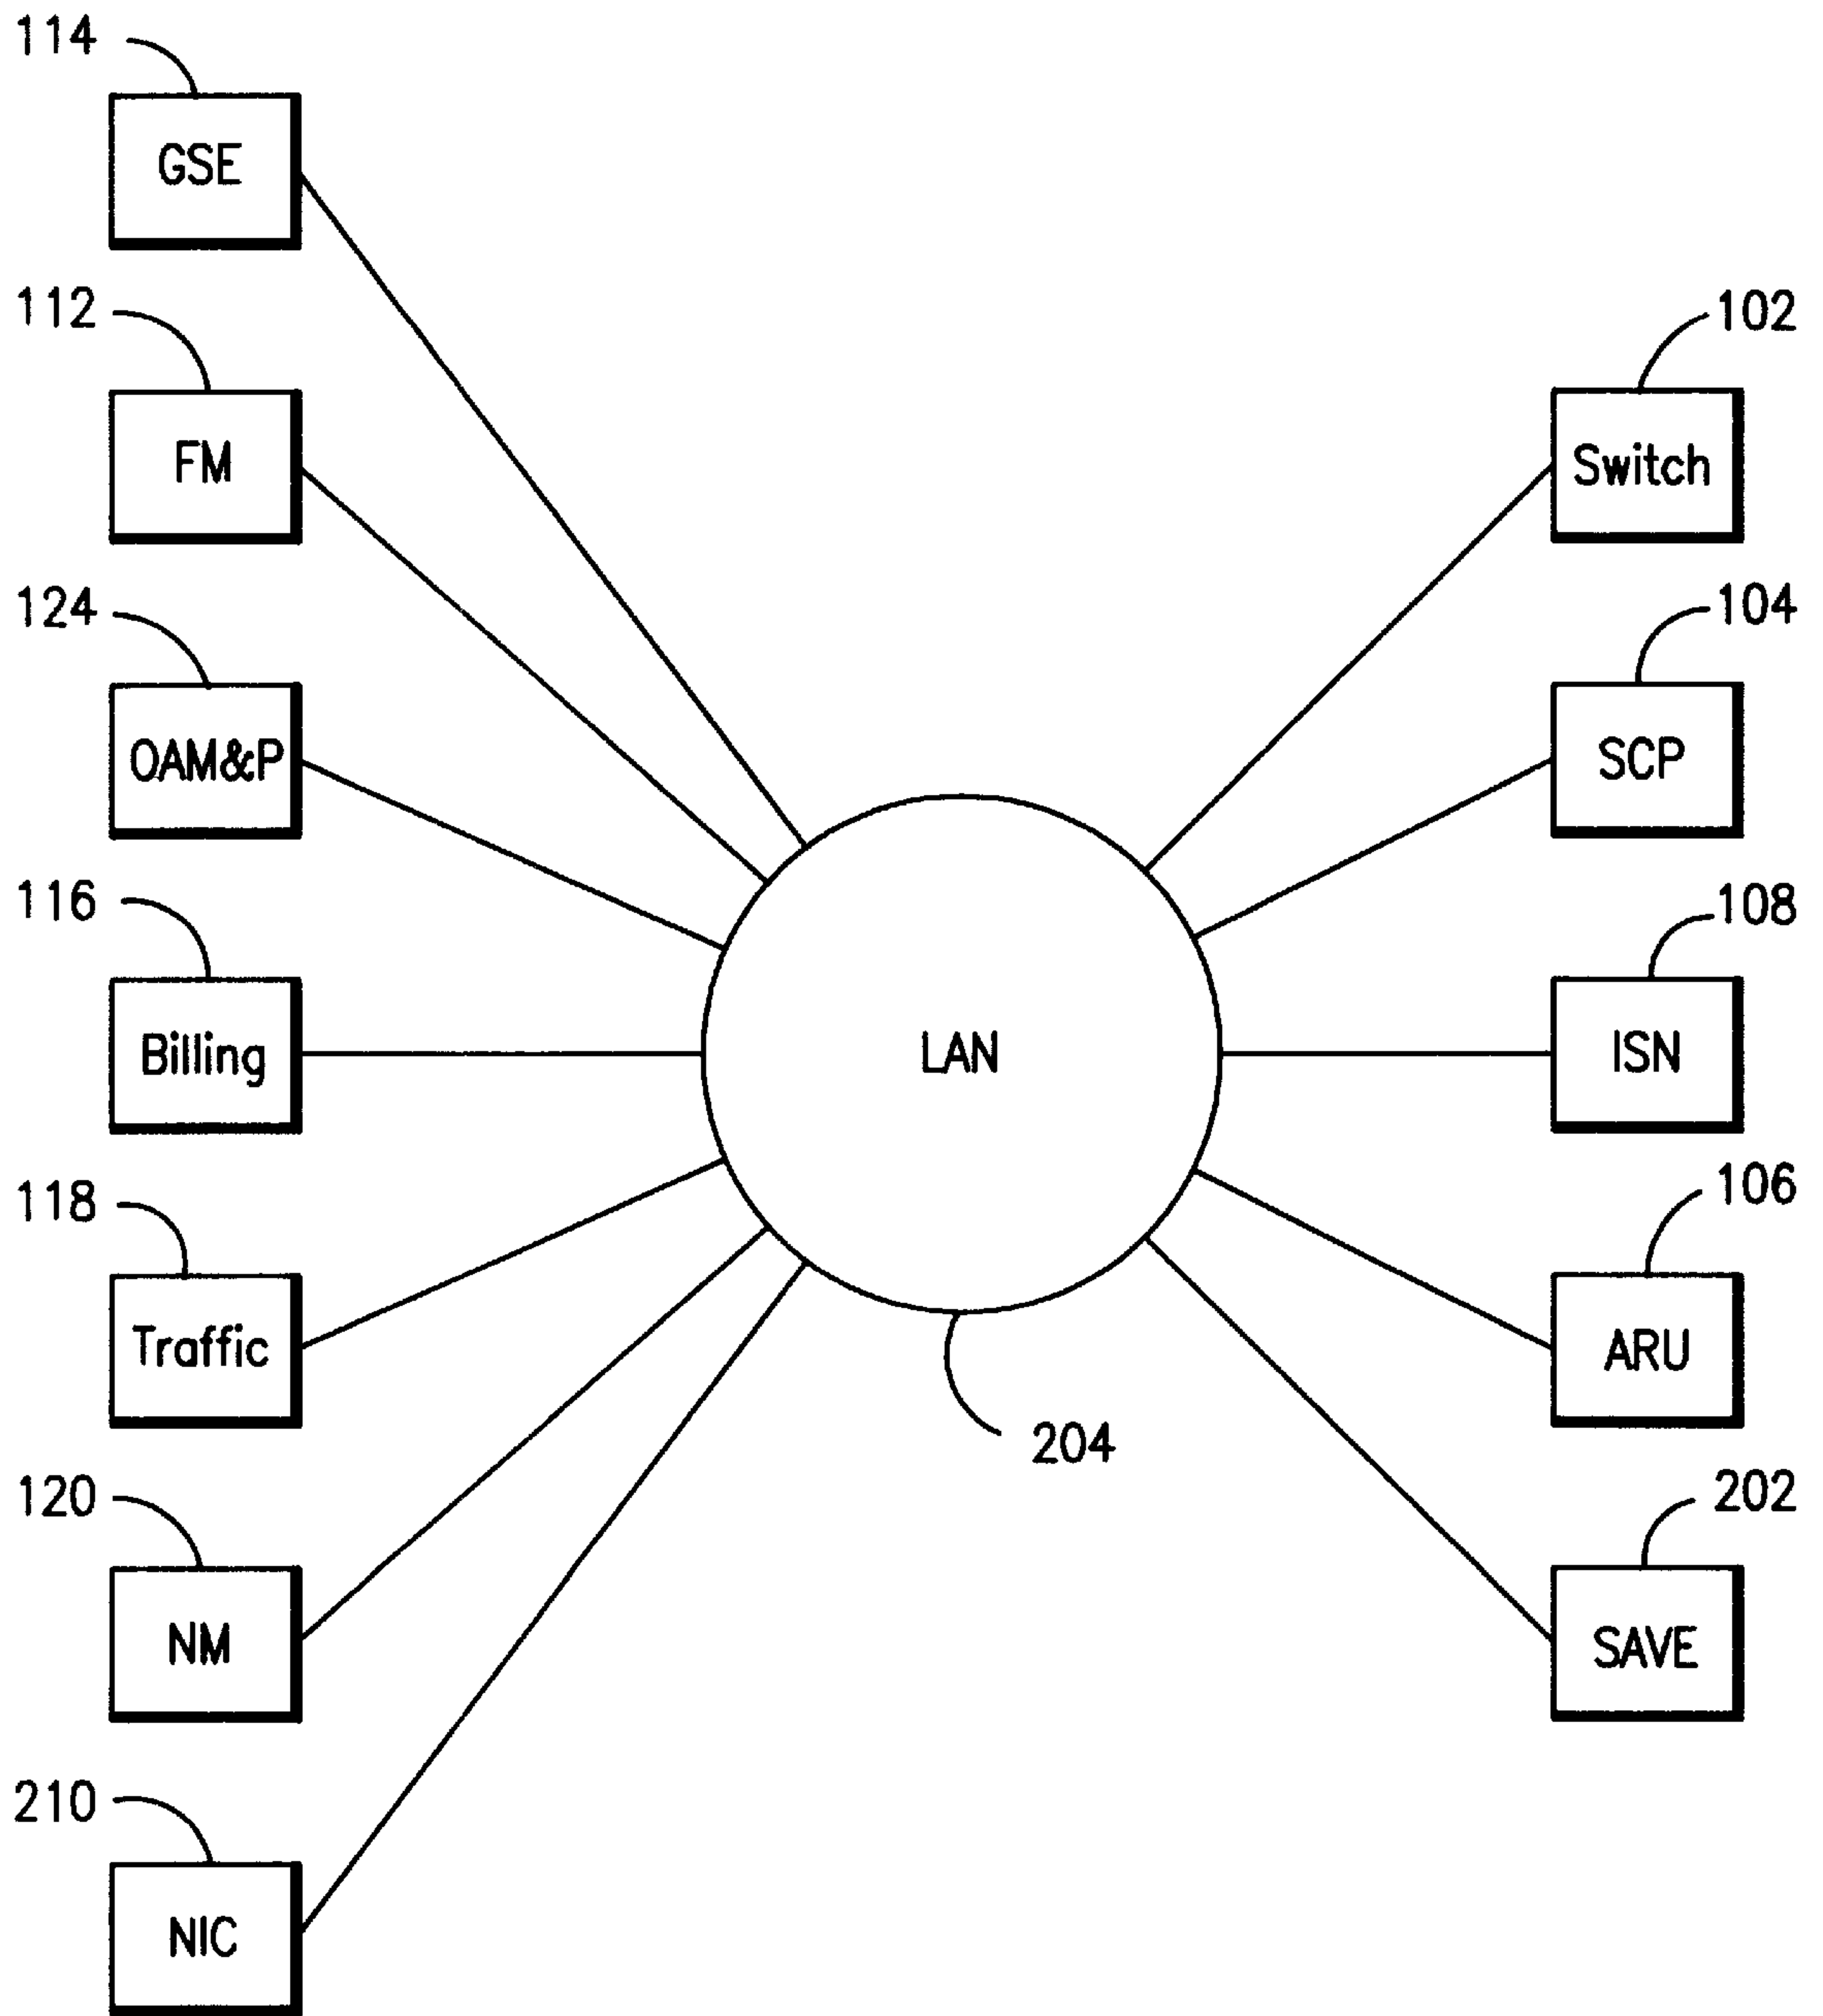 114
GSE
112
FM
102
Switch
124
OAM&P
104
SCP
116
Billing
LAN
108
ISN
118
Traffic
106
ARU
204
120
NM
202
SAVE
210
NIC